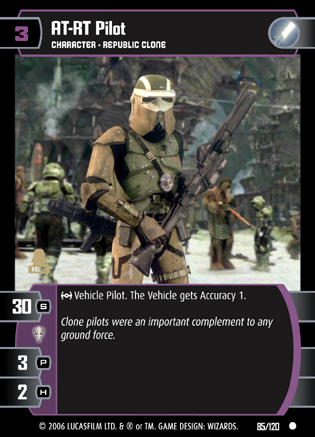 3
AT-RT Pilot
CHARACTER • REPUBLIC CLONE
10
30 S
Vehicle Pilot. The Vehicle gets Accuracy 1.
Clone pilots were an important complement to any
ground force.
3 P
2 H
© 2006 LUCASFILM LTD. & ® or TM. GAME DESIGN: WIZARDS. 85/120